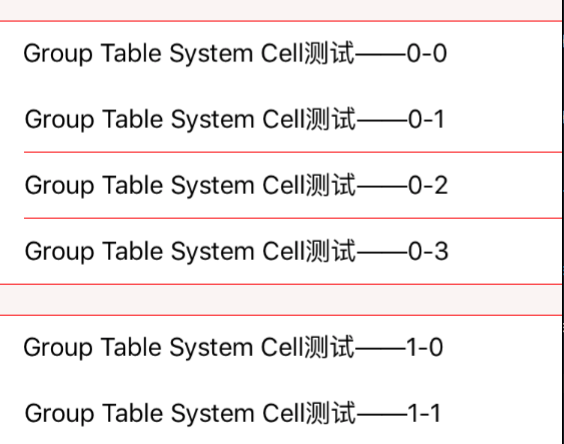 Group Table System Cell测试——0-0
Group Table System Cell测试——0-1
Group Table System Cell测试——0-2
Group Table System Cell测试——0-3
Group Table System Cell测试——1-0
Group Table System Cell测试——1-1